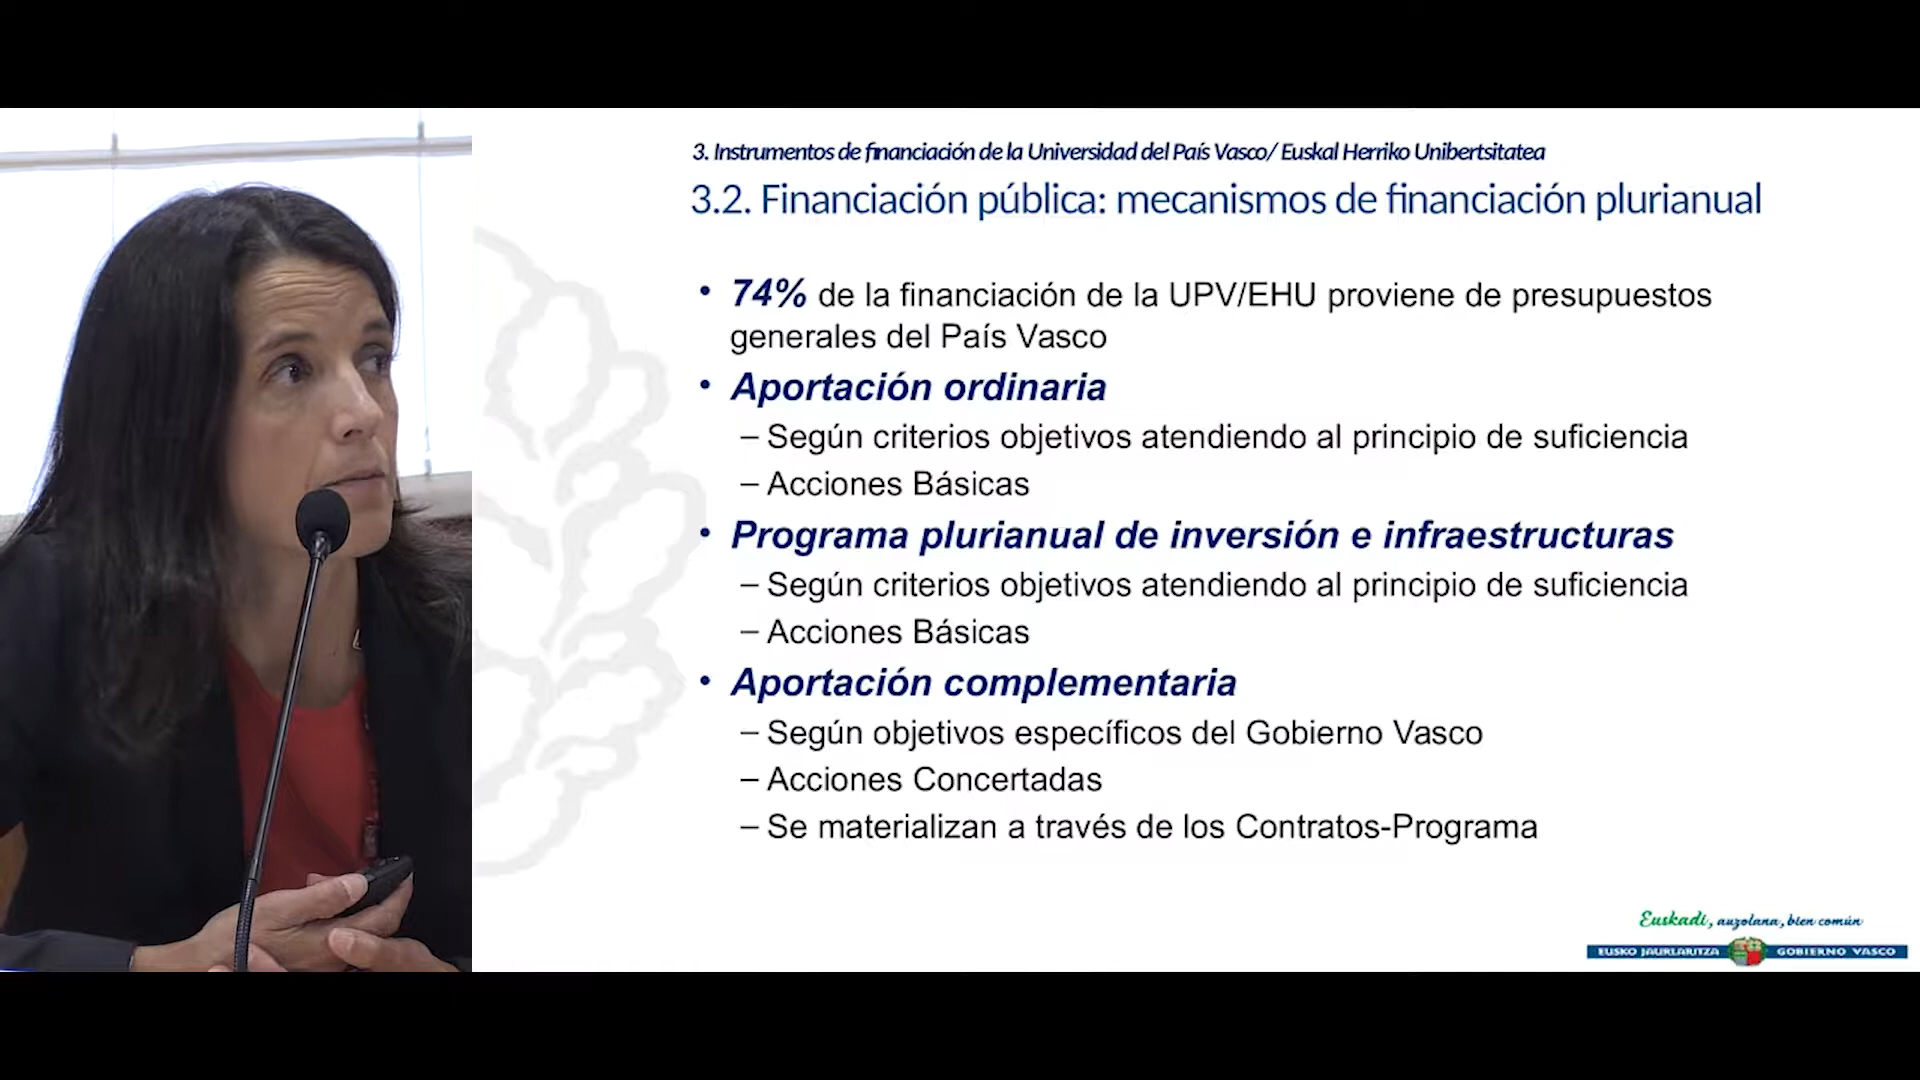 3. Instrumentos de financiación de la Universidad del País Vasco/ Euskal Herriko Unibertsitatea
3.2. Financiación pública: mecanismos de financiación plurianual
• 74% de la financiación de la UPV/EHU proviene de presupuestos
generales del País Vasco
• Aportación ordinaria
– Según criterios objetivos atendiendo al principio de suficiencia
– Acciones Básicas
• Programa plurianual de inversión e infraestructuras
– Según criterios objetivos atendiendo al principio de suficiencia
– Acciones Básicas
• Aportación complementaria
– Según objetivos específicos del Gobierno Vasco
– Acciones Concertadas
– Se materializan a través de los Contratos-Programa
Euskadi, auzolana, bien común
EUSKO JAURLARITZA GOBIERNO VASCO